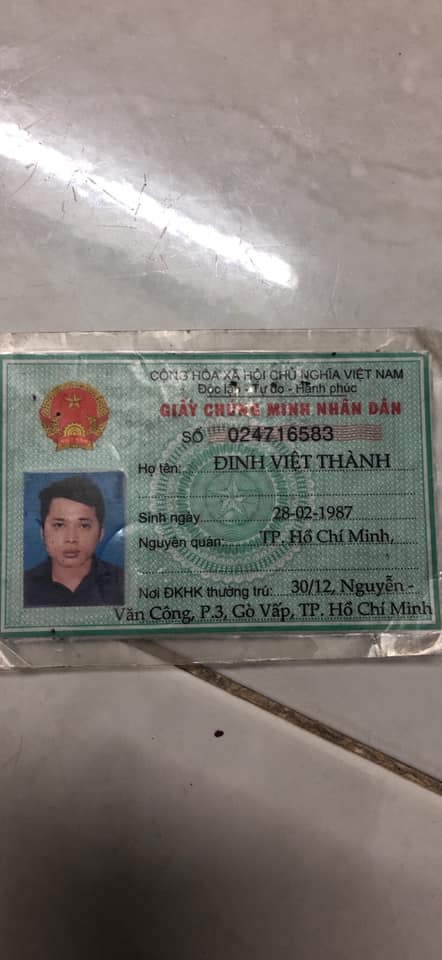 CỘNG HÒA XÃ HỘI CHỦ NGHĨA VIỆT NAM
Độc lập - Tự do - Hạnh phúc
GIẤY CHỨNG MINH NHÂN DÂN
SỐ 024716583
Họ tên: ĐINH VIỆT THÀNH
Sinh ngày 28-02-1987
Nguyên quán: TP. Hồ Chí Minh,
Nơi ĐKHK thường trú: 30/12, Nguyễn -
Văn Công, P.3, Gò Vấp, TP. Hồ Chí Minh